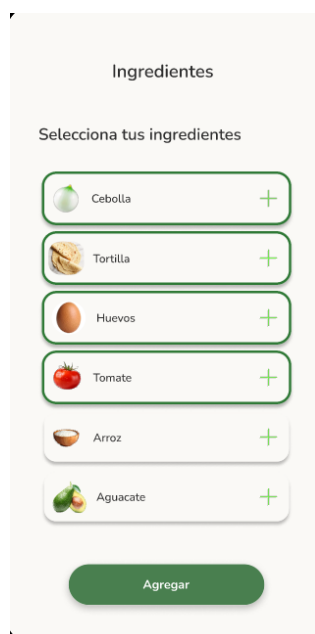 Ingredientes
Selecciona tus ingredientes
Cebolla
Tortilla
Huevos
Tomate
Arroz
Aguacate
Agregar